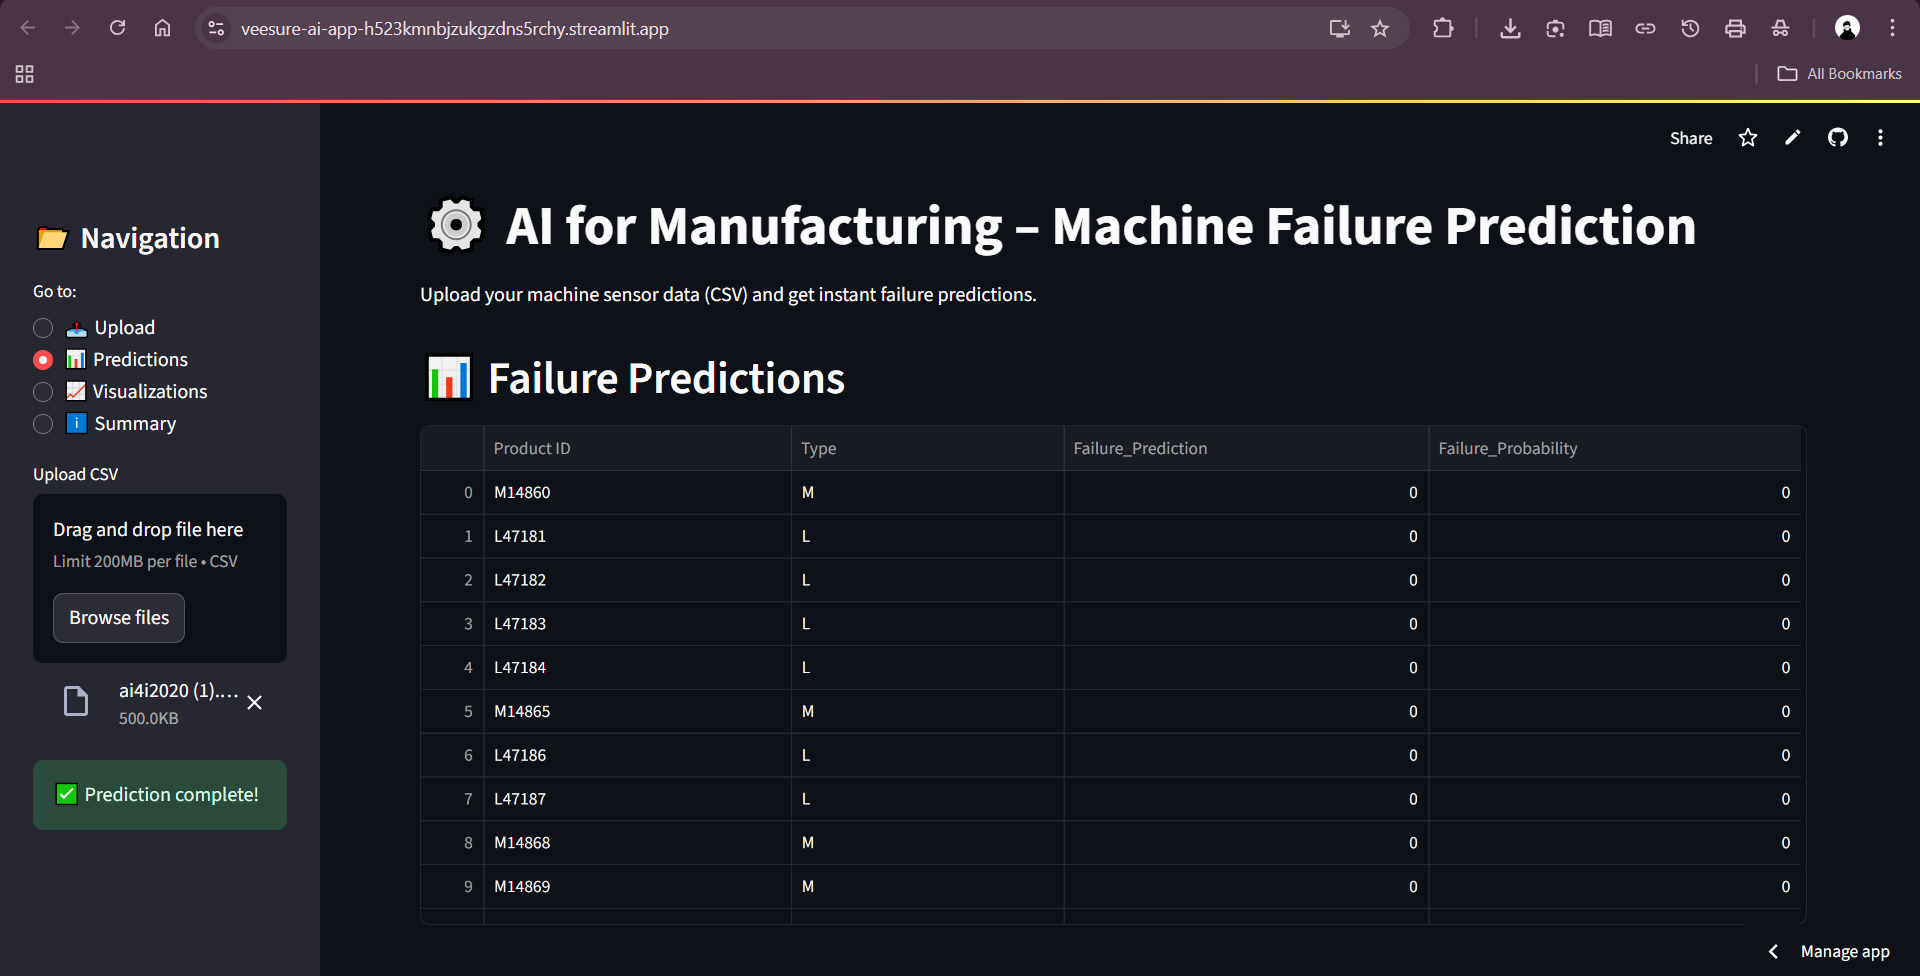 veesure-ai-app-h523kmnbjzukgzdns5rchy.streamlit.app
All Bookmarks
Share
Navigation
Go to:
Upload
Predictions
Visualizations
Summary
Upload CSV
Drag and drop file here
Limit 200MB per file • CSV
Browse files
ai4i2020 (1)....
500.0KB
Prediction complete!
AI for Manufacturing – Machine Failure Prediction
Upload your machine sensor data (CSV) and get instant failure predictions.
Failure Predictions
Product ID Type Failure_Prediction Failure_Probability
0 M14860 M 0 0
1 L47181 L 0 0
2 L47182 L 0 0
3 L47183 L 0 0
4 L47184 L 0 0
5 M14865 M 0 0
6 L47186 L 0 0
7 L47187 L 0 0
8 M14868 M 0 0
9 M14869 M 0 0
Manage app